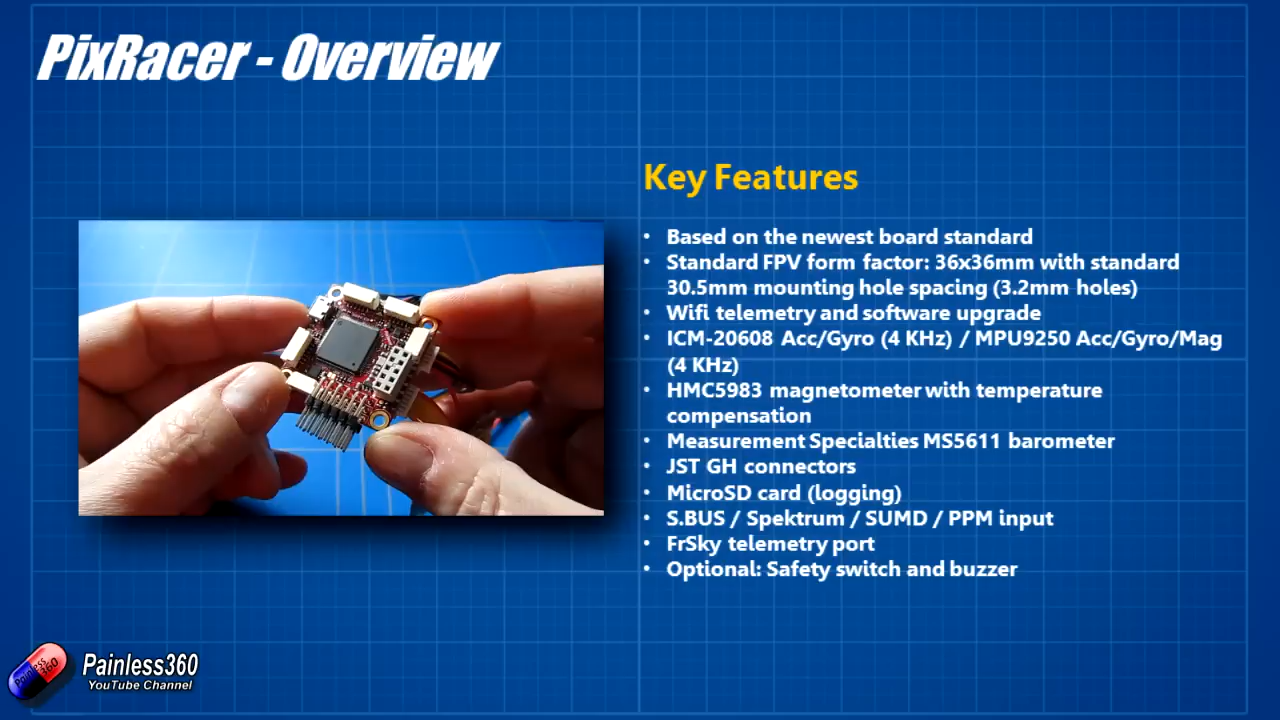 PixRacer - Overview
Key Features
• Based on the newest board standard
• Standard FPV form factor: 36x36mm with standard
30.5mm mounting hole spacing (3.2mm holes)
• Wifi telemetry and software upgrade
• ICM-20608 Acc/Gyro (4 KHz) / MPU9250 Acc/Gyro/Mag
(4 KHz)
• HMC5983 magnetometer with temperature
compensation
• Measurement Specialties MS5611 barometer
• JST GH connectors
• MicroSD card (logging)
• S.BUS / Spektrum / SUMD / PPM input
• FrSky telemetry port
• Optional: Safety switch and buzzer
Painless
360
Painless360
YouTube Channel